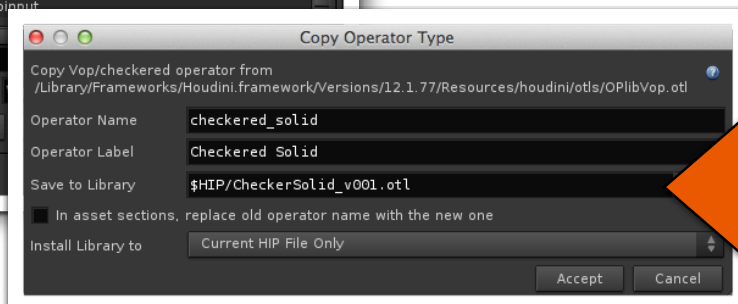 Copy Operator Type
Copy Vop/checkered operator from
/Library/Frameworks/Houdini.framework/Versions/12.1.77/Resources/houdini/otls/OPlibVop.otl
Operator Name checkered_solid
Operator Label Checkered Solid
Save to Library $HIP/CheckerSolid_v001.otl
In asset sections, replace old operator name with the new one
Install Library to Current HIP File Only
Accept Cancel